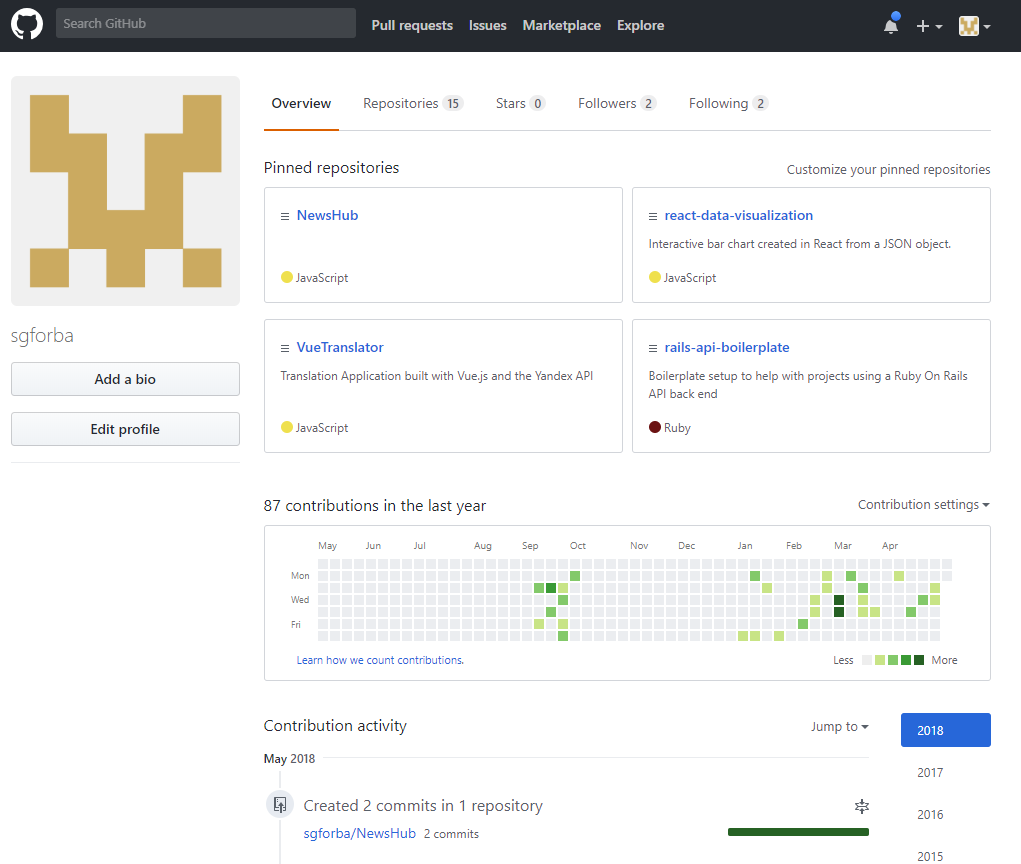 Search GitHub Pull requests Issues Marketplace Explore
Overview Repositories 15 Stars 0 Followers 2 Following 2
Pinned repositories Customize your pinned repositories
NewsHub
JavaScript
react-data-visualization
Interactive bar chart created in React from a JSON object.
JavaScript
sgforba
Add a bio
Edit profile
VueTranslator
Translation Application built with Vue.js and the Yandex API
JavaScript
rails-api-boilerplate
Boilerplate setup to help with projects using a Ruby On Rails
API back end
Ruby
87 contributions in the last year Contribution settings
May Jun Jul Aug Sep Oct Nov Dec Jan Feb Mar Apr
Mon
Wed
Fri
Learn how we count contributions. Less More
Contribution activity Jump to
2018
2017
2016
2015
May 2018
Created 2 commits in 1 repository
sgforba/NewsHub 2 commits